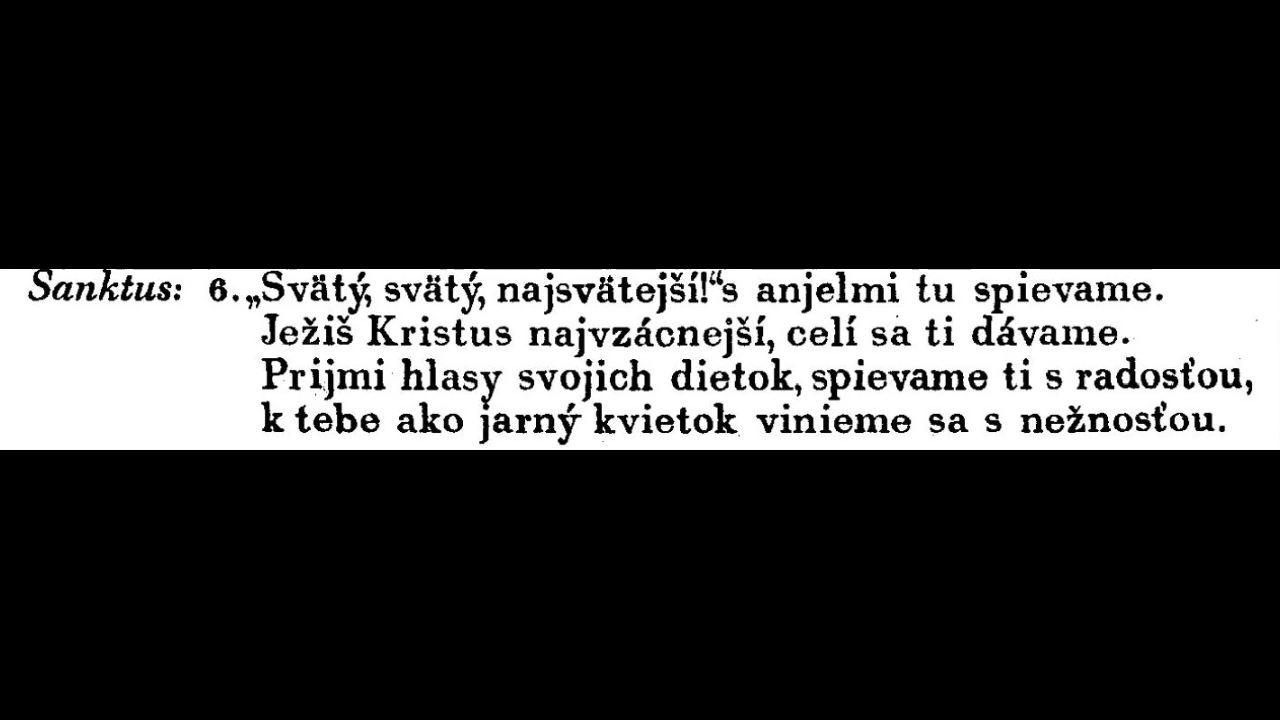 Sanktus: 6. „Svätý, svätý, najsvätejší!“ s anjelmi tu spievame.
Ježiš Kristus najvzácnejší, celí sa ti dávame.
Prijmi hlasy svojich dietok, spievame ti s radosťou,
k tebe ako jarný kvietok vinieme sa s nežnosťou.